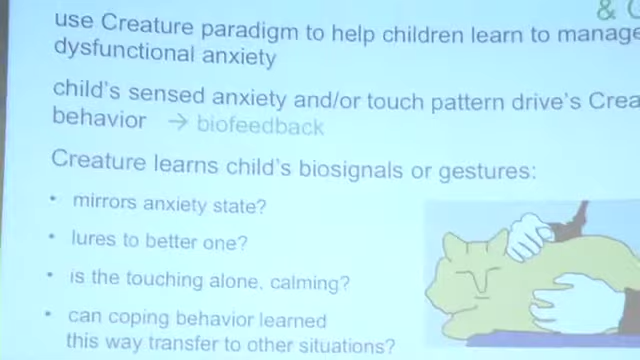 &
use Creature paradigm to help children learn to manage
dysfunctional anxiety
child's sensed anxiety and/or touch pattern drive's Crea
behavior → biofeedback
Creature learns child's biosignals or gestures:
• mirrors anxiety state?
• lures to better one?
• is the touching alone, calming?
• can coping behavior learned
this way transfer to other situations?